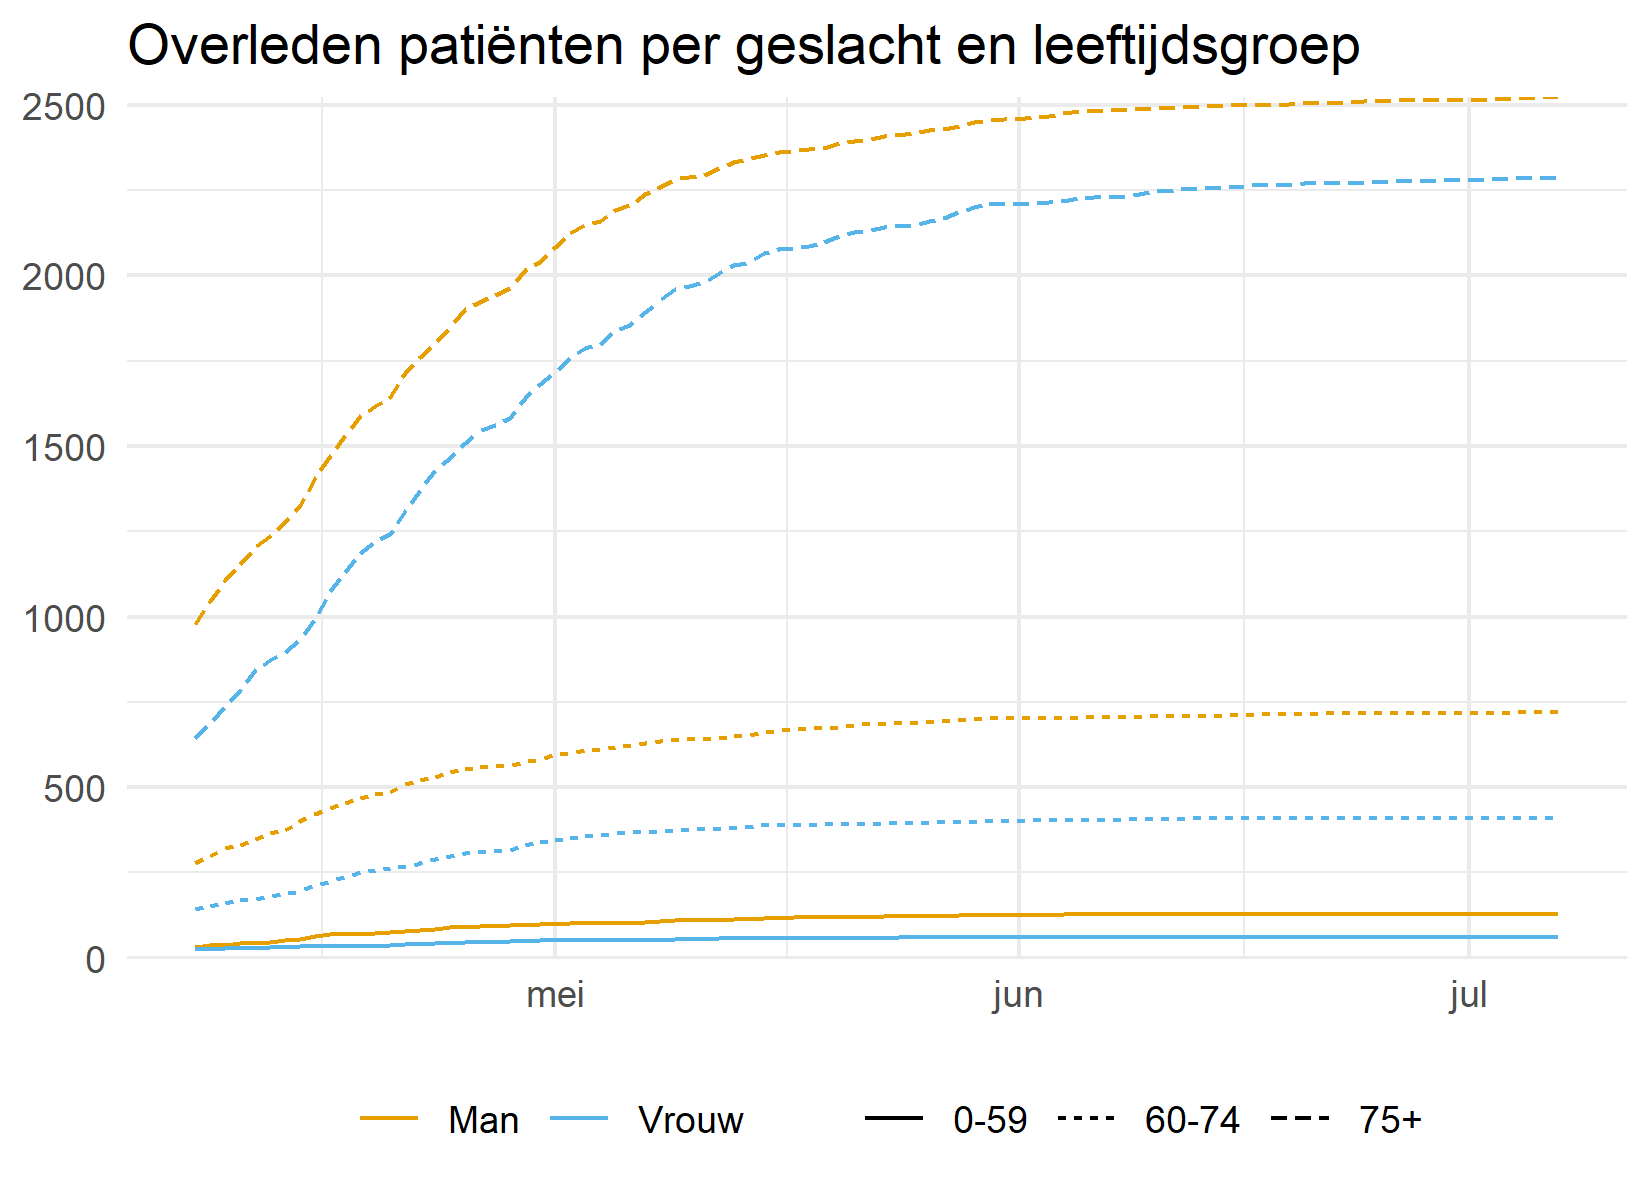 Overleden patiënten per geslacht en leeftijdsgroep
2500
2000
1500
1000
500
0
mei jun jul
Man Vrouw 0-59 60-74 75+